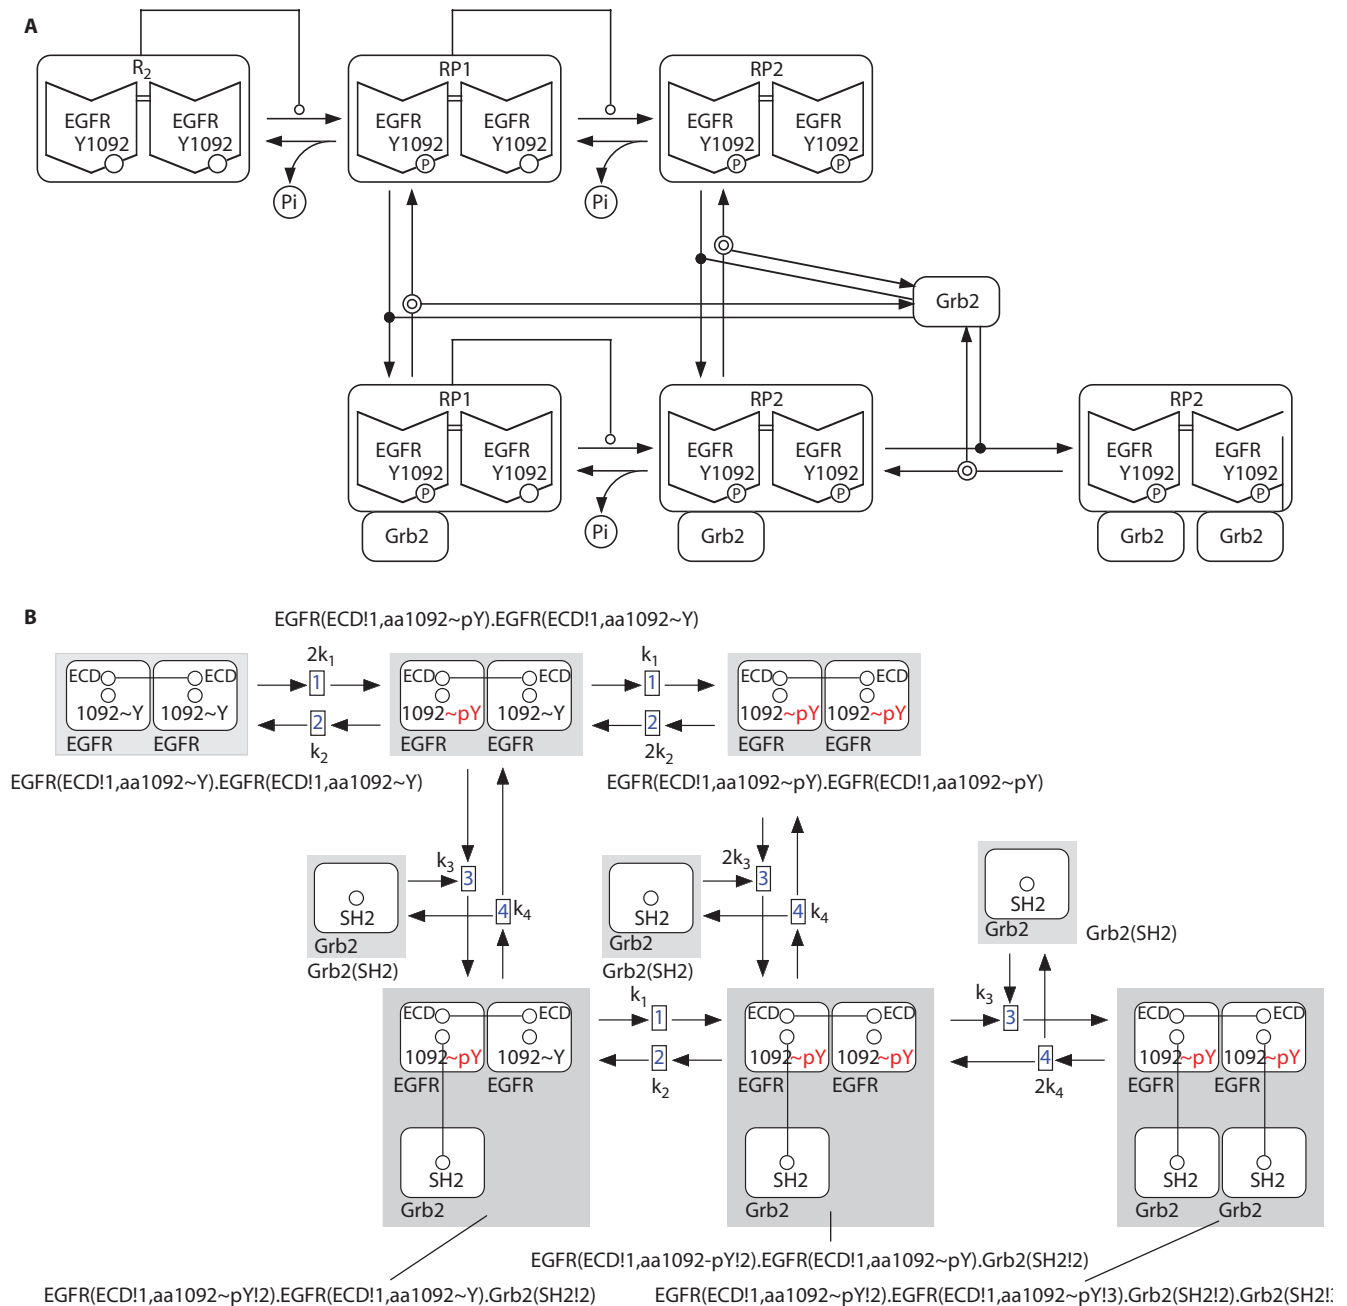 A
R2 RP1 RP2
EGFR EGFR EGFR EGFR EGFR EGFR
Y1092 Y1092 Y1092 Y1092 Y1092 Y1092
P P P
Pi Pi
Grb2
RP1 RP2 RP2
EGFR EGFR EGFR EGFR EGFR EGFR
Y1092 Y1092 Y1092 Y1092 Y1092 Y1092
P P P P P
Grb2 Pi Grb2 Grb2 Grb2
B
EGFR(ECD!1,aa1092~pY).EGFR(ECD!1,aa1092~Y)
2k1 k1
ECD ECD 1 ECD ECD 1 ECD ECD
1092~Y 1092~Y 2 1092~pY 1092~Y 2 1092~pY 1092~pY
EGFR EGFR k2 EGFR EGFR 2k2 EGFR EGFR
EGFR(ECD!1,aa1092~Y).EGFR(ECD!1,aa1092~Y) EGFR(ECD!1,aa1092~pY).EGFR(ECD!1,aa1092~pY)
k3 2k3
3 3
SH2 4 k4 SH2 4 k4 SH2
Grb2 Grb2 Grb2
Grb2(SH2) Grb2(SH2) Grb2(SH2)
k1 k3
ECD ECD 1 ECD ECD 3 ECD ECD
1092~pY 1092~Y 2 1092~pY 1092~pY 4 1092~pY 1092~pY
EGFR EGFR k2 EGFR EGFR 2k4 EGFR EGFR
SH2 SH2 SH2 SH2
Grb2 Grb2 Grb2 Grb2
EGFR(ECD!1,aa1092-pY!2).EGFR(ECD!1,aa1092~pY).Grb2(SH2!2)
EGFR(ECD!1,aa1092~pY!2).EGFR(ECD!1,aa1092~Y).Grb2(SH2!2) EGFR(ECD!1,aa1092~pY!2).EGFR(ECD!1,aa1092~pY!3).Grb2(SH2!2).Grb2(SH2!3